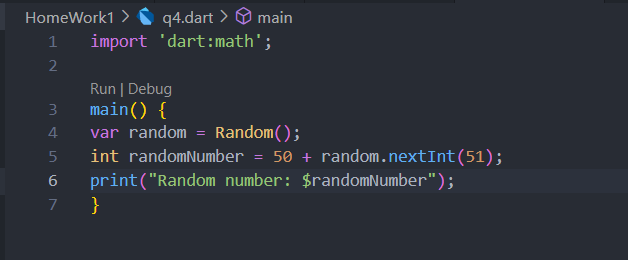 HomeWork1 > q4.dart > main
1 import 'dart:math';
2
Run | Debug
3 main() {
4 var random = Random();
5 int randomNumber = 50 + random.nextInt(51);
6 print("Random number: $randomNumber");
7 }